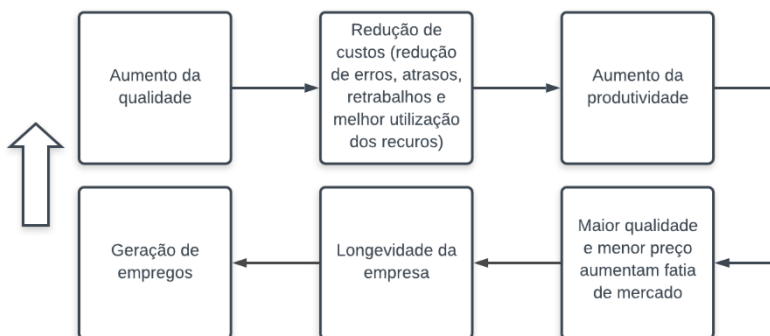 Aumento da
qualidade
Redução de
custos (redução
de erros, atrasos,
retrabalhos e
melhor utilização
dos recuros)
Aumento da
produtividade
Maior qualidade
e menor preço
aumentam fatia
de mercado
Longevidade da
empresa
Geração de
empregos